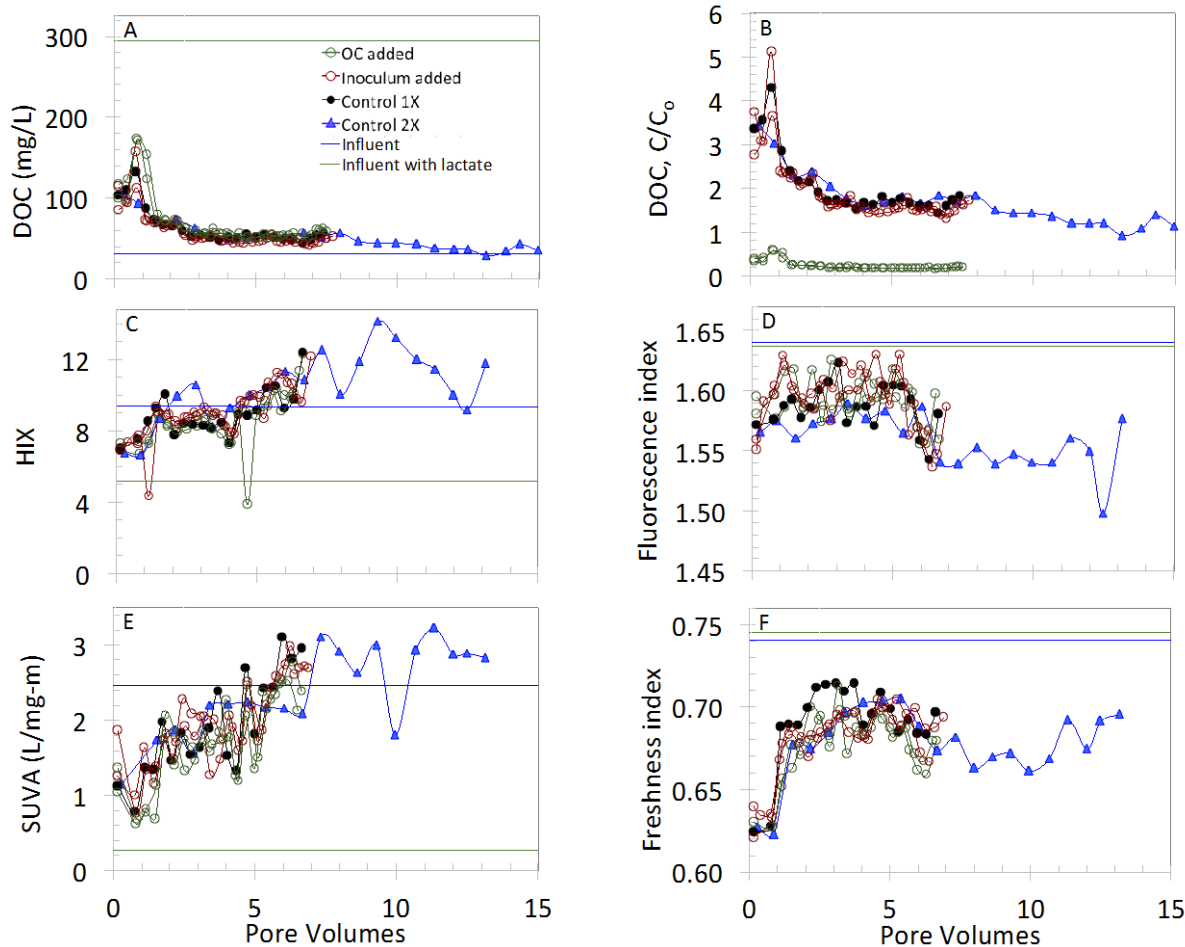 A
DOC (mg/L)
300
200
100
0
OC added
Inoculum added
Control 1X
Control 2X
Influent
Influent with lactate
B
DOC, C/Cₒ
6
5
4
3
2
1
0
C
HIX
12
8
4
0
D
Fluorescence index
1.65
1.60
1.55
1.50
1.45
E
SUVA (L/mg-m)
3
2
1
0
0 5 10 15
Pore Volumes
F
Freshness index
0.75
0.70
0.65
0.60
0 5 10 15
Pore Volumes